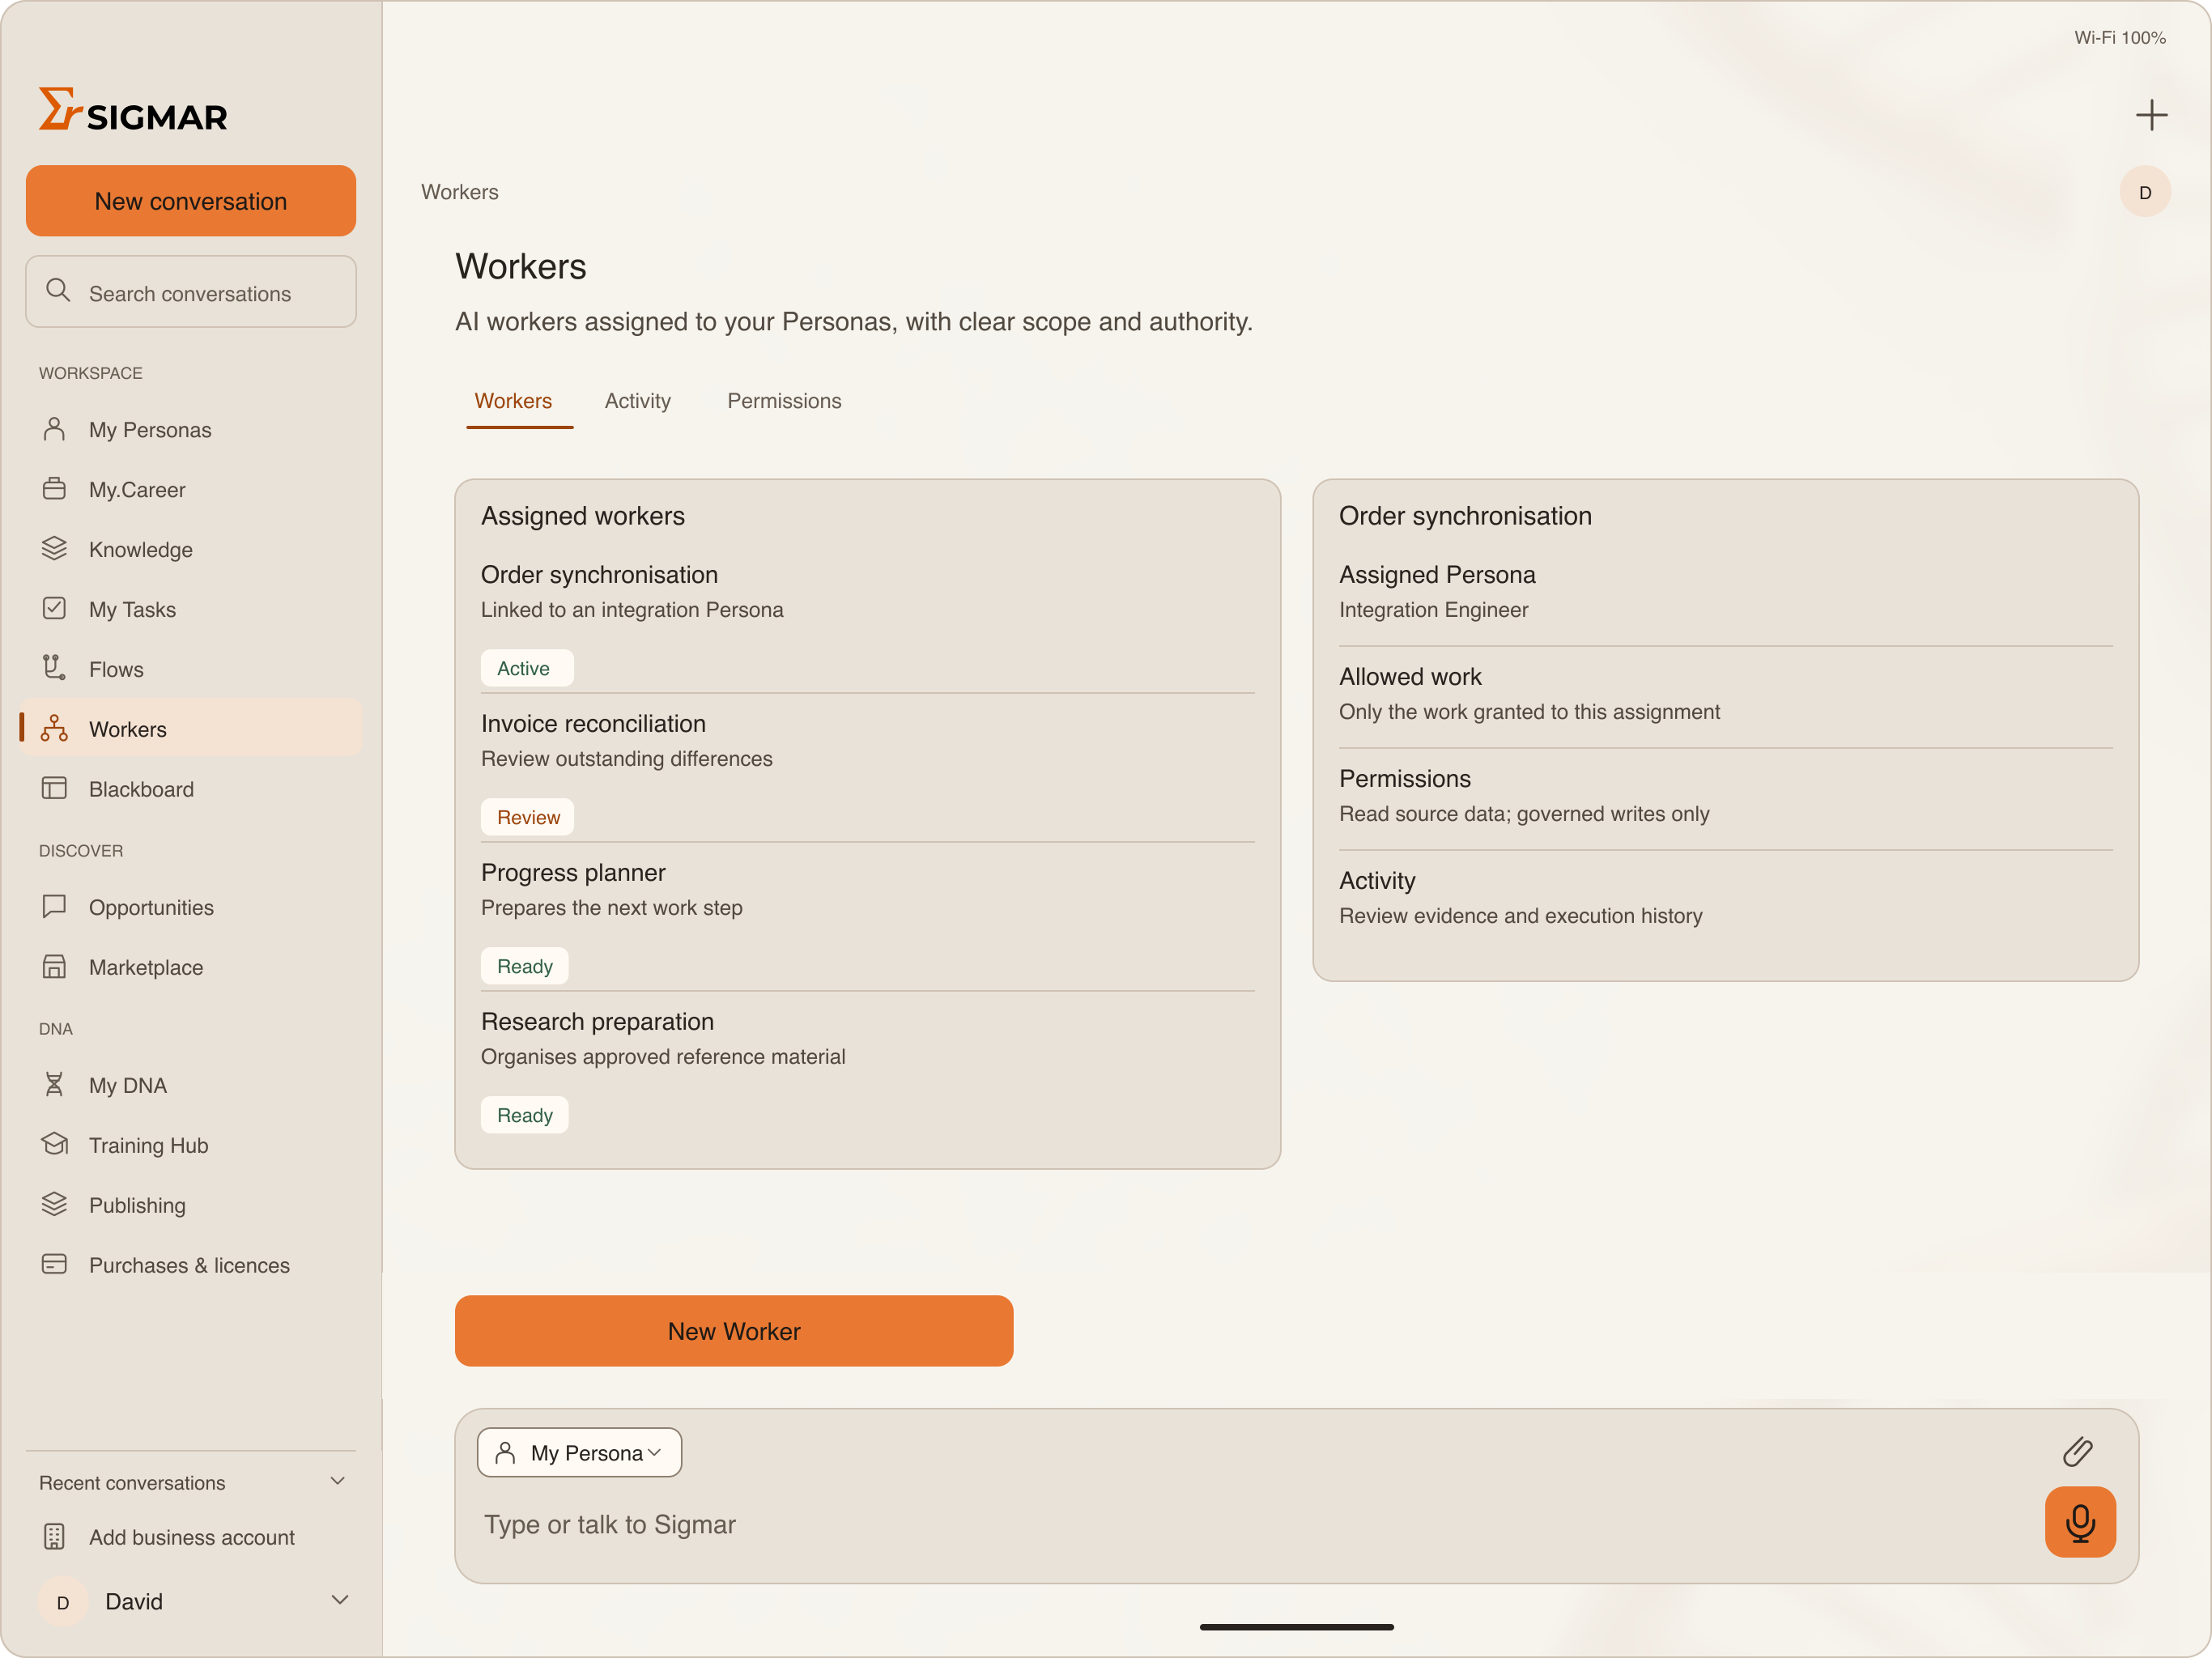 Wi-Fi 100%
Σr SIGMAR
New conversation
Search conversations
WORKSPACE
My Personas
My.Career
Knowledge
My Tasks
Flows
Workers
Blackboard
DISCOVER
Opportunities
Marketplace
DNA
My DNA
Training Hub
Publishing
Purchases & licences
Recent conversations
Add business account
D
David
Workers
D
Workers
AI workers assigned to your Personas, with clear scope and authority.
Workers
Activity
Permissions
Assigned workers
Order synchronisation
Linked to an integration Persona
Active
Invoice reconciliation
Review outstanding differences
Review
Progress planner
Prepares the next work step
Ready
Research preparation
Organises approved reference material
Ready
Order synchronisation
Assigned Persona
Integration Engineer
Allowed work
Only the work granted to this assignment
Permissions
Read source data; governed writes only
Activity
Review evidence and execution history
New Worker
My Persona
Type or talk to Sigmar